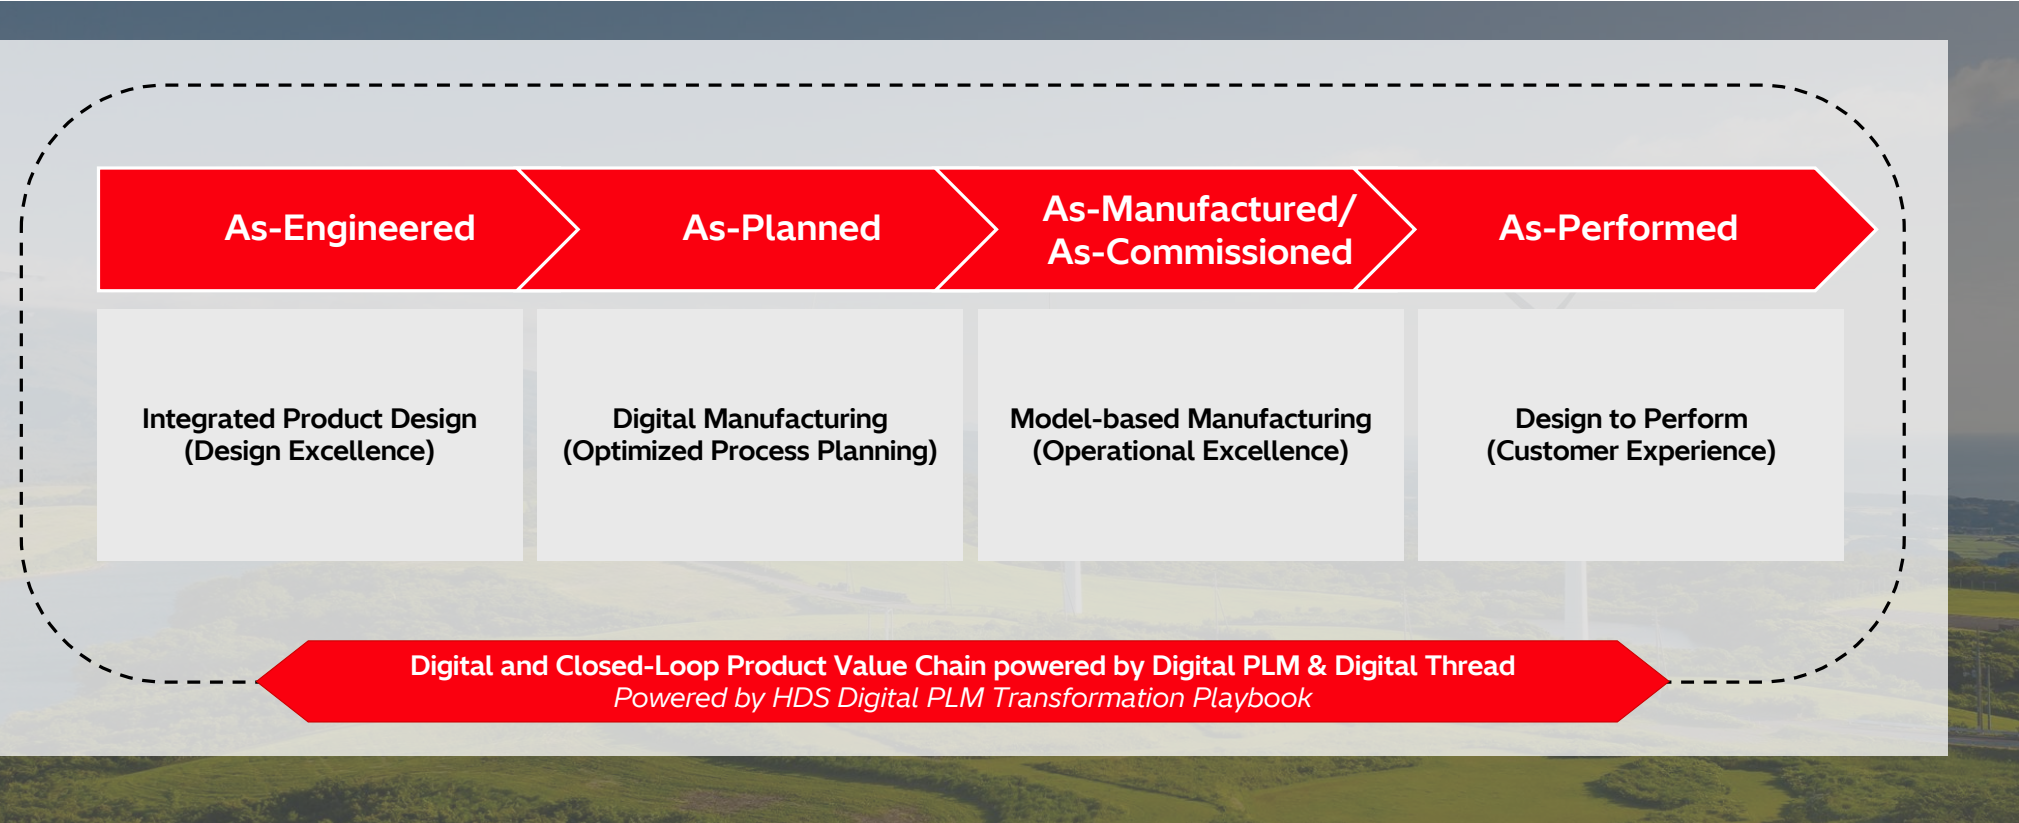 As-Engineered
As-Planned
As-Manufactured/
As-Commissioned
As-Performed
Integrated Product Design
(Design Excellence)
Digital Manufacturing
(Optimized Process Planning)
Model-based Manufacturing
(Operational Excellence)
Design to Perform
(Customer Experience)
Digital and Closed-Loop Product Value Chain powered by Digital PLM & Digital Thread
Powered by HDS Digital PLM Transformation Playbook